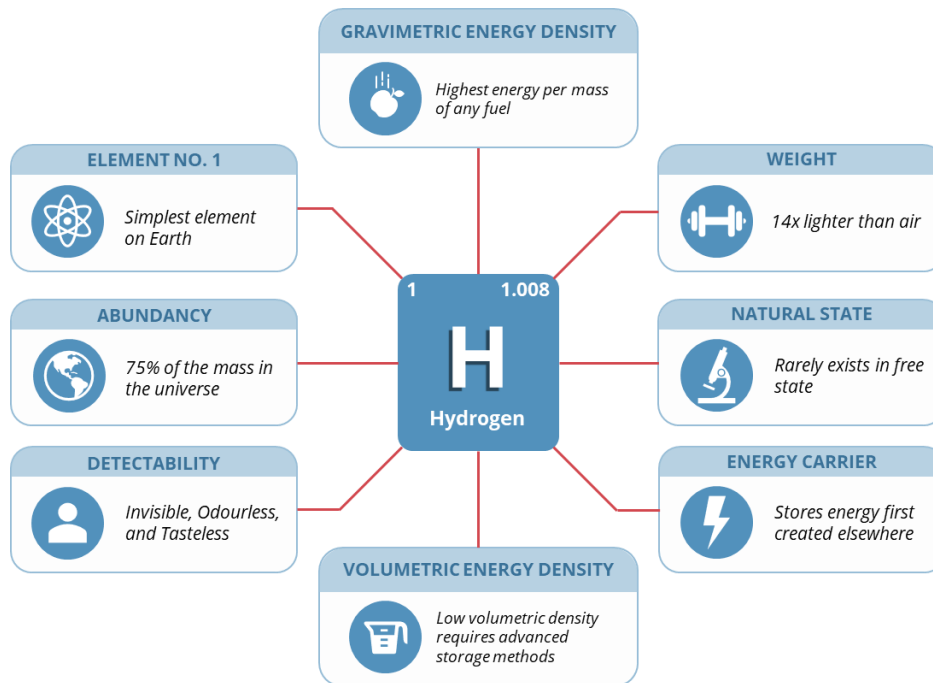 GRAVIMETRIC ENERGY DENSITY
Highest energy per mass
of any fuel
ELEMENT NO. 1
Simplest element
on Earth
WEIGHT
14x lighter than air
1 1.008
H
Hydrogen
ABUNDANCY
75% of the mass in
the universe
NATURAL STATE
Rarely exists in free
state
DETECTABILITY
Invisible, Odourless,
and Tasteless
ENERGY CARRIER
Stores energy first
created elsewhere
VOLUMETRIC ENERGY DENSITY
Low volumetric density
requires advanced
storage methods